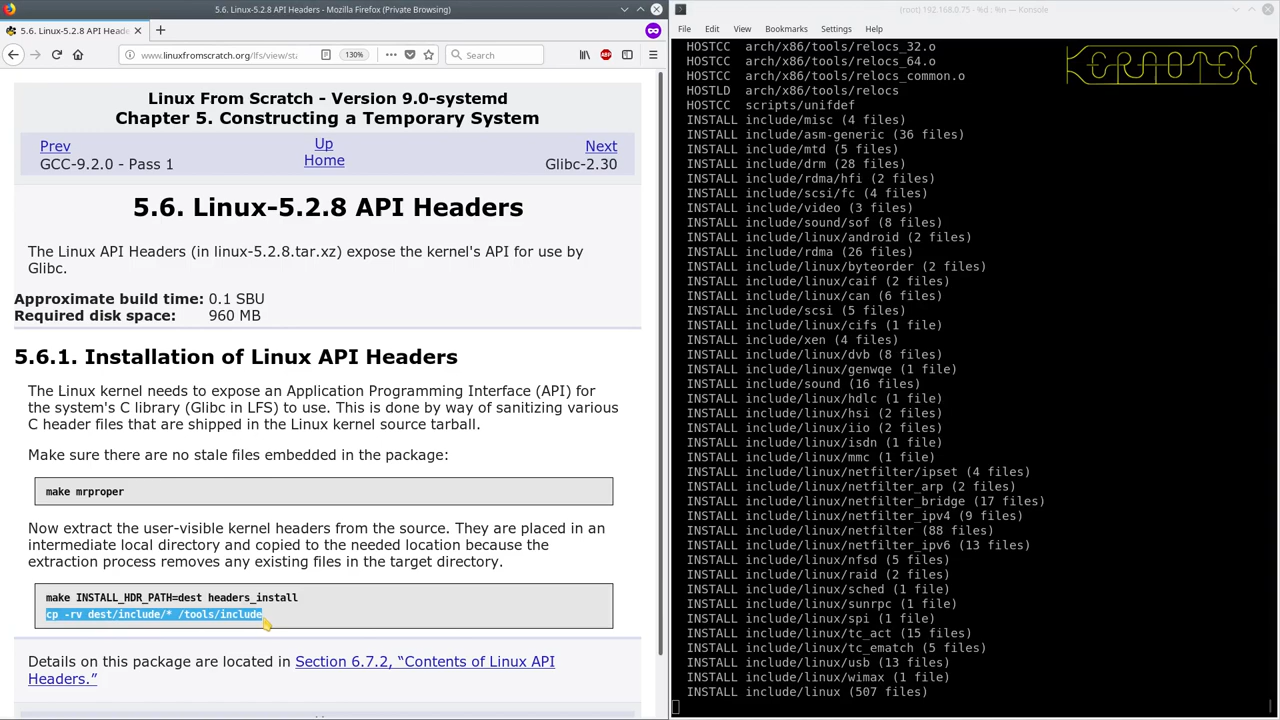 5.6. Linux-5.2.8 API Headers - Mozilla Firefox (Private Browsing)
5.6. Linux-5.2.8 API Heade
www.linuxfromscratch.org/lfs/view/sta
130%
Search
ABP
Linux From Scratch - Version 9.0-systemd
Chapter 5. Constructing a Temporary System
Prev
Up
Next
GCC-9.2.0 - Pass 1
Home
Glibc-2.30
5.6. Linux-5.2.8 API Headers
The Linux API Headers (in linux-5.2.8.tar.xz) expose the kernel's API for use by
Glibc.
Approximate build time: 0.1 SBU
Required disk space: 960 MB
5.6.1. Installation of Linux API Headers
The Linux kernel needs to expose an Application Programming Interface (API) for
the system's C library (Glibc in LFS) to use. This is done by way of sanitizing various
C header files that are shipped in the Linux kernel source tarball.
Make sure there are no stale files embedded in the package:
make mrproper
Now extract the user-visible kernel headers from the source. They are placed in an
intermediate local directory and copied to the needed location because the
extraction process removes any existing files in the target directory.
make INSTALL_HDR_PATH=dest headers_install
cp -rv dest/include/* /tools/include
Details on this package are located in Section 6.7.2, “Contents of Linux API
Headers.”
(root) 192.168.0.75 - %d : %n — Konsole
File Edit View Bookmarks Settings Help
KERNOTEX
HOSTCC arch/x86/tools/relocs_32.o
HOSTCC arch/x86/tools/relocs_64.o
HOSTCC arch/x86/tools/relocs_common.o
HOSTLD arch/x86/tools/relocs
HOSTCC scripts/unifdef
INSTALL include/misc (4 files)
INSTALL include/asm-generic (36 files)
INSTALL include/mtd (5 files)
INSTALL include/drm (28 files)
INSTALL include/rdma/hfi (2 files)
INSTALL include/scsi/fc (4 files)
INSTALL include/video (3 files)
INSTALL include/sound/sof (8 files)
INSTALL include/linux/android (2 files)
INSTALL include/rdma (26 files)
INSTALL include/linux/byteorder (2 files)
INSTALL include/linux/caif (2 files)
INSTALL include/linux/can (6 files)
INSTALL include/scsi (5 files)
INSTALL include/linux/cifs (1 file)
INSTALL include/xen (4 files)
INSTALL include/linux/dvb (8 files)
INSTALL include/linux/genwqe (1 file)
INSTALL include/sound (16 files)
INSTALL include/linux/hdlc (1 file)
INSTALL include/linux/hsi (2 files)
INSTALL include/linux/iio (2 files)
INSTALL include/linux/isdn (1 file)
INSTALL include/linux/mmc (1 file)
INSTALL include/linux/netfilter/ipset (4 files)
INSTALL include/linux/netfilter_arp (2 files)
INSTALL include/linux/netfilter_bridge (17 files)
INSTALL include/linux/netfilter_ipv4 (9 files)
INSTALL include/linux/netfilter (88 files)
INSTALL include/linux/netfilter_ipv6 (13 files)
INSTALL include/linux/nfsd (5 files)
INSTALL include/linux/raid (2 files)
INSTALL include/linux/sched (1 file)
INSTALL include/linux/sunrpc (1 file)
INSTALL include/linux/spi (1 file)
INSTALL include/linux/tc_act (15 files)
INSTALL include/linux/tc_ematch (5 files)
INSTALL include/linux/usb (13 files)
INSTALL include/linux/wimax (1 file)
INSTALL include/linux (507 files)